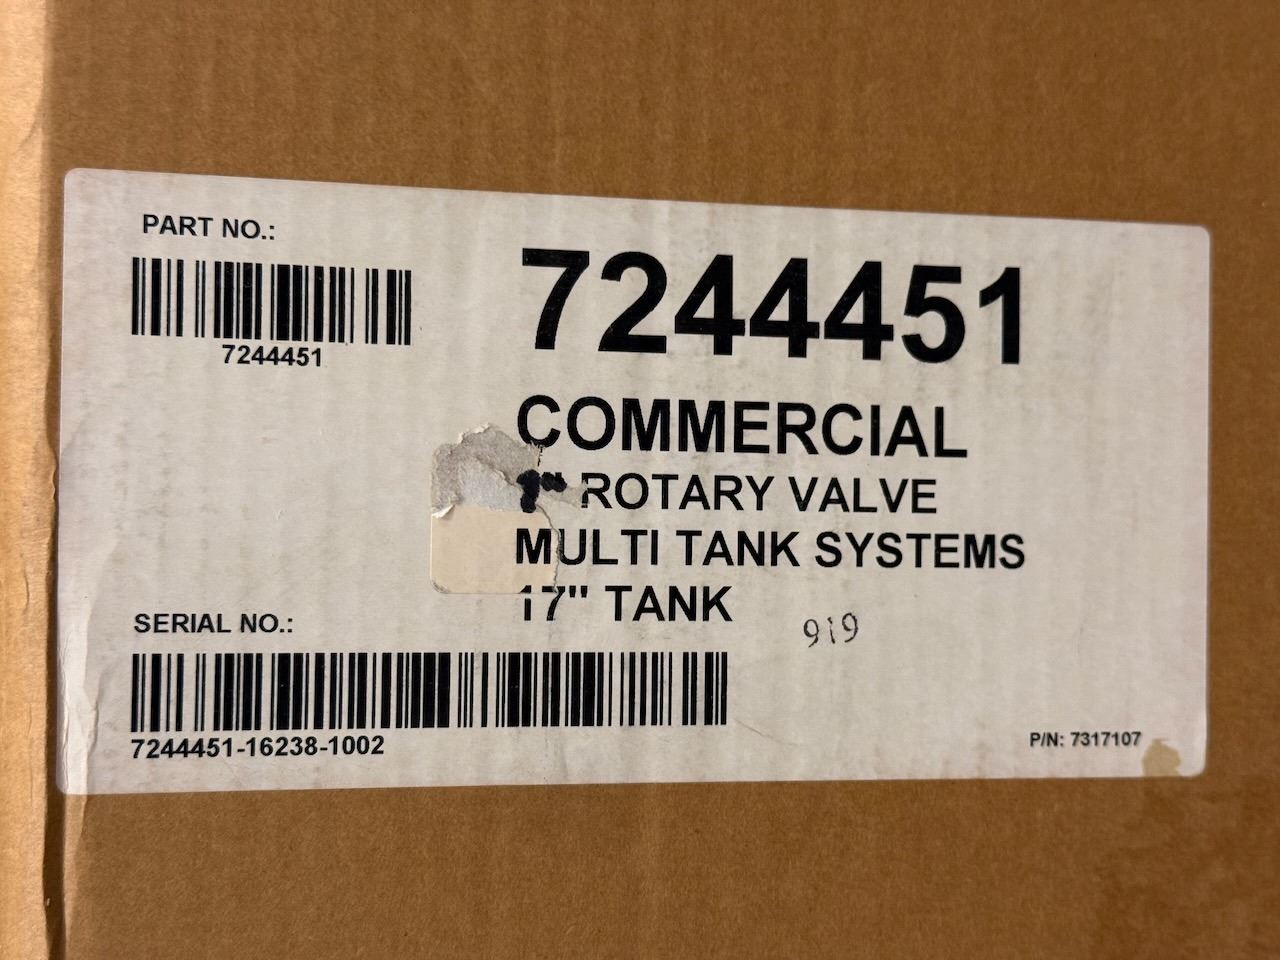 PART NO.:
7244451
7244451
COMMERCIAL
1" ROTARY VALVE
MULTI TANK SYSTEMS
17" TANK
919
SERIAL NO.:
7244451-16238-1002
P/N: 7317107